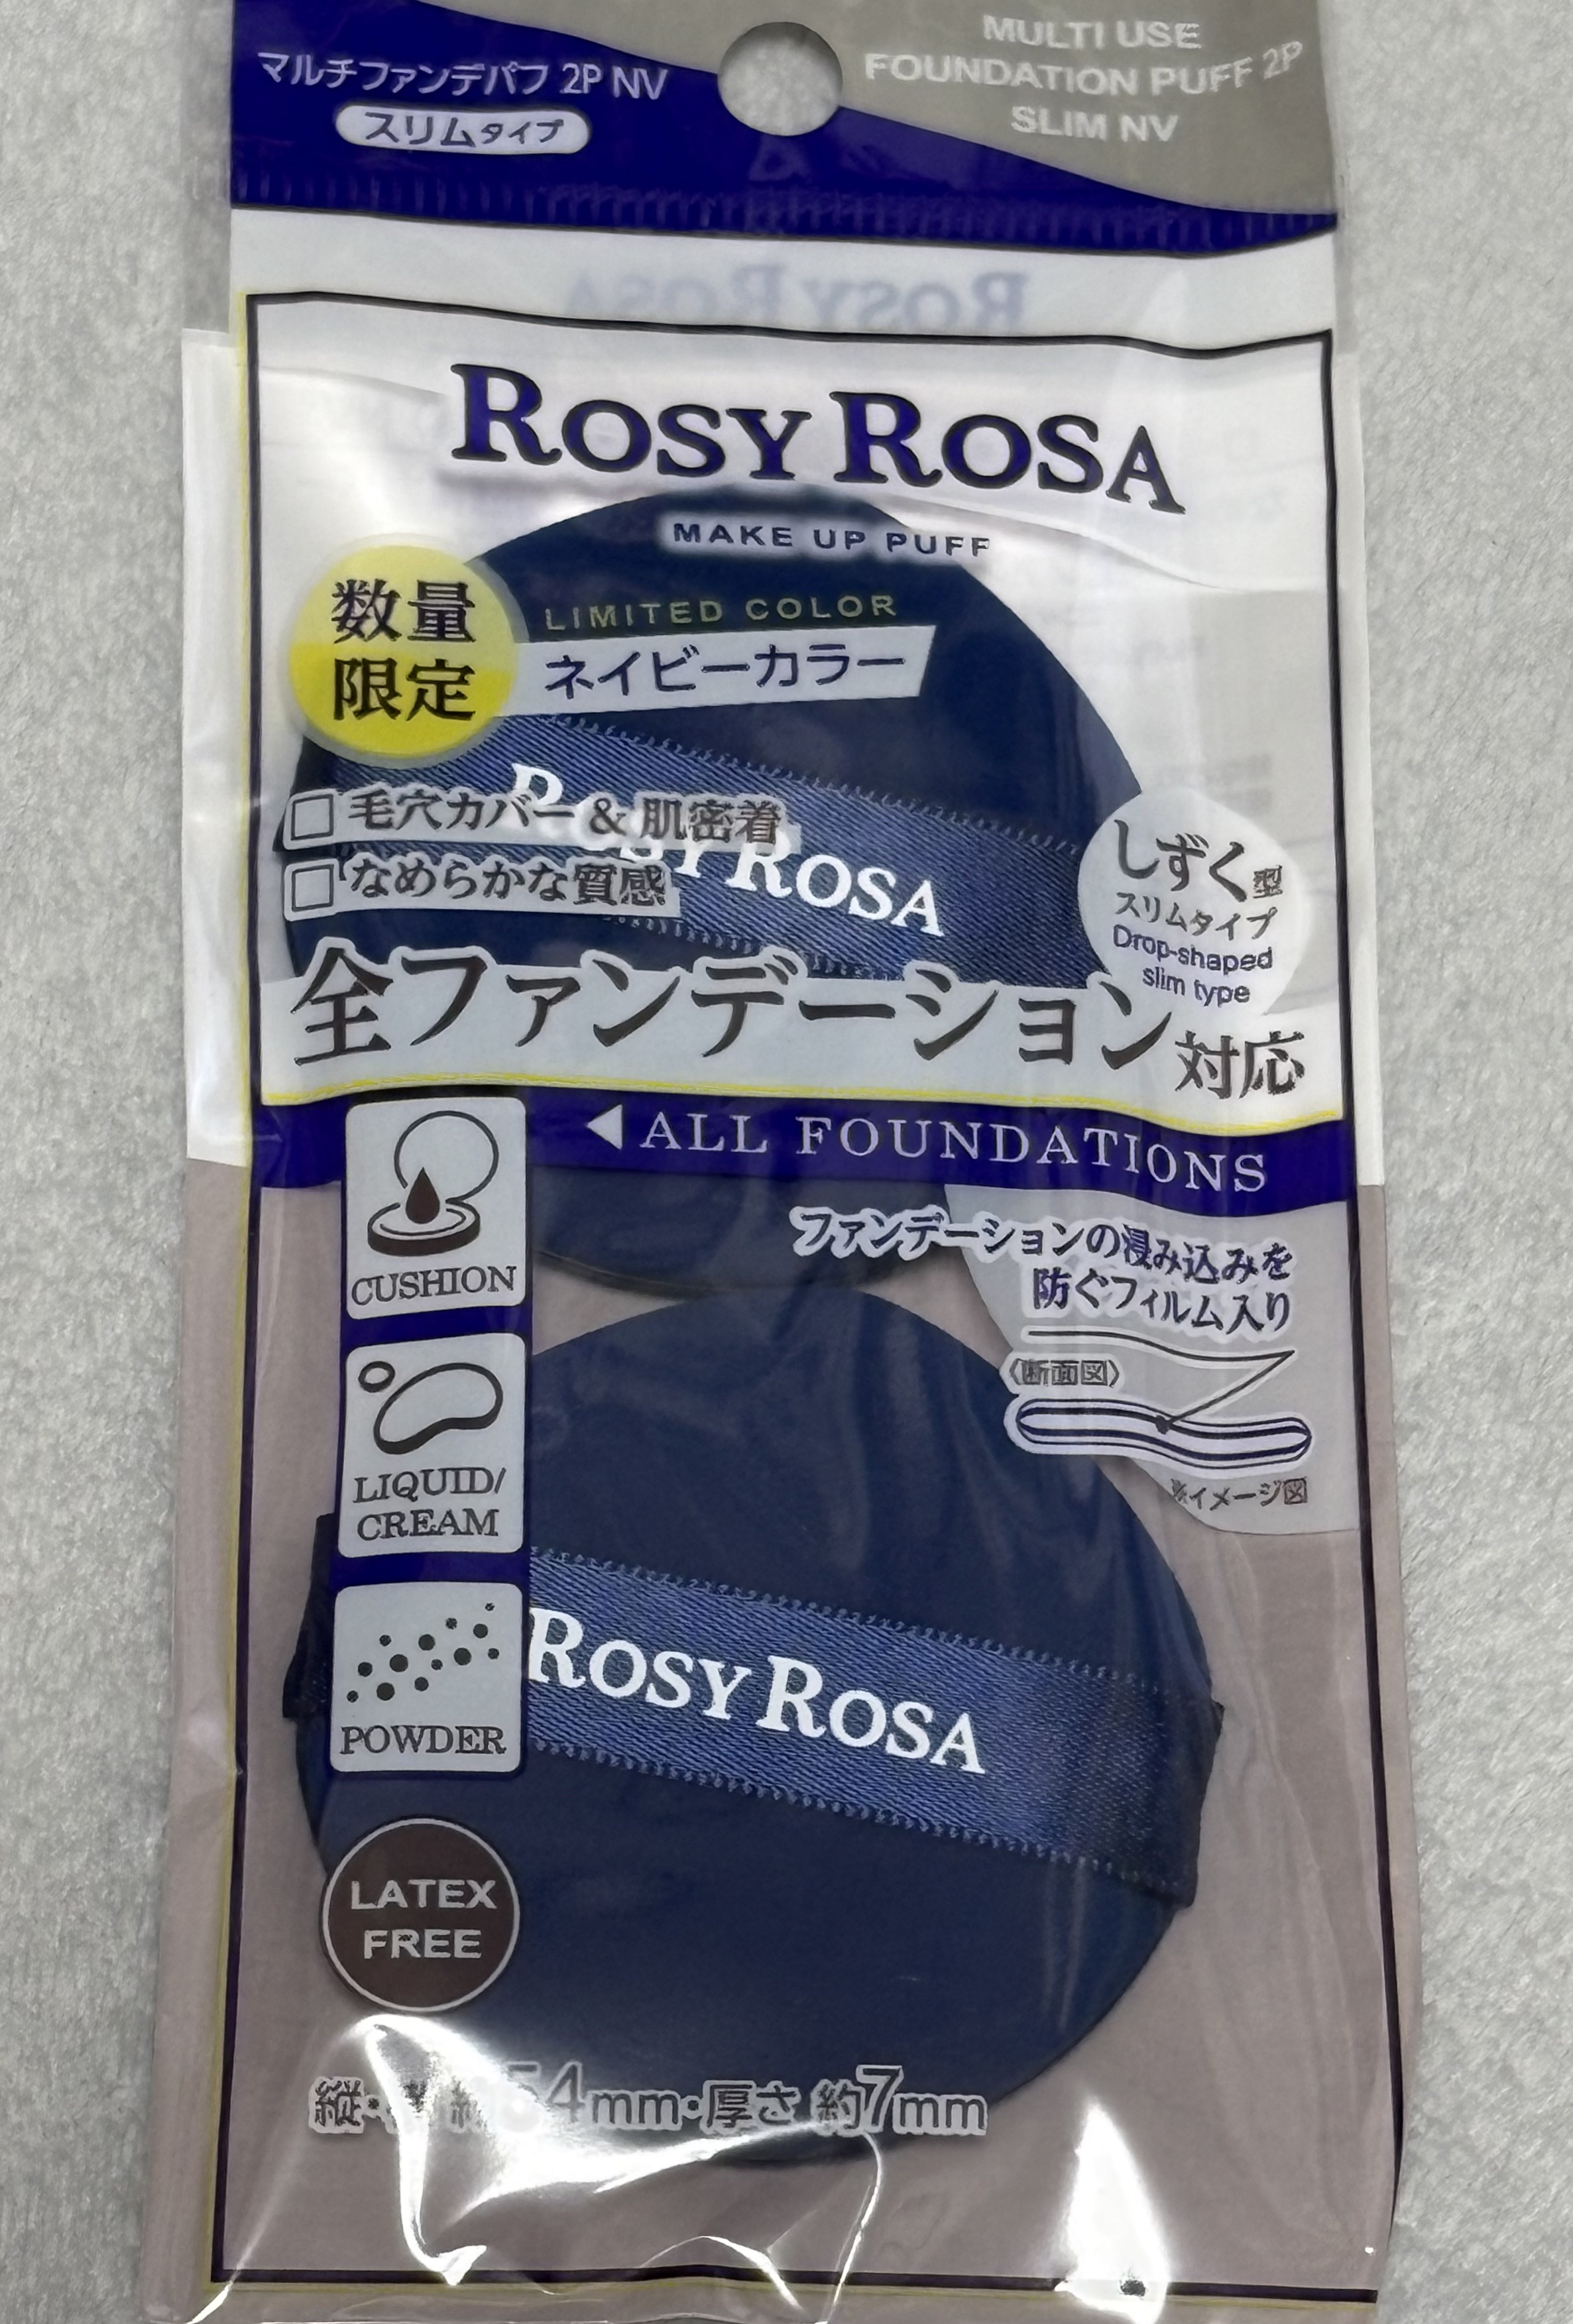 マルチファンデパフ 2P NV
スリムタイプ
MULTI USE
FOUNDATION PUFF 2P
SLIM NV
ROSY ROSA
ROSY ROSA
MAKE UP PUFF
数量
限定
LIMITED COLOR
ネイビーカラー
ROSY ROSA
□ 毛穴カバー & 肌密着
□ なめらかな質感
しずく型
スリムタイプ
Drop-shaped
slim type
全ファンデーション対応
◀ALL FOUNDATIONS
CUSHION
ファンデーションの浸み込みを
防ぐフィルム入り
〈断面図〉
※イメージ図
LIQUID/
CREAM
ROSY ROSA
POWDER
LATEX
FREE
縦・ 54mm・厚さ 約7mm